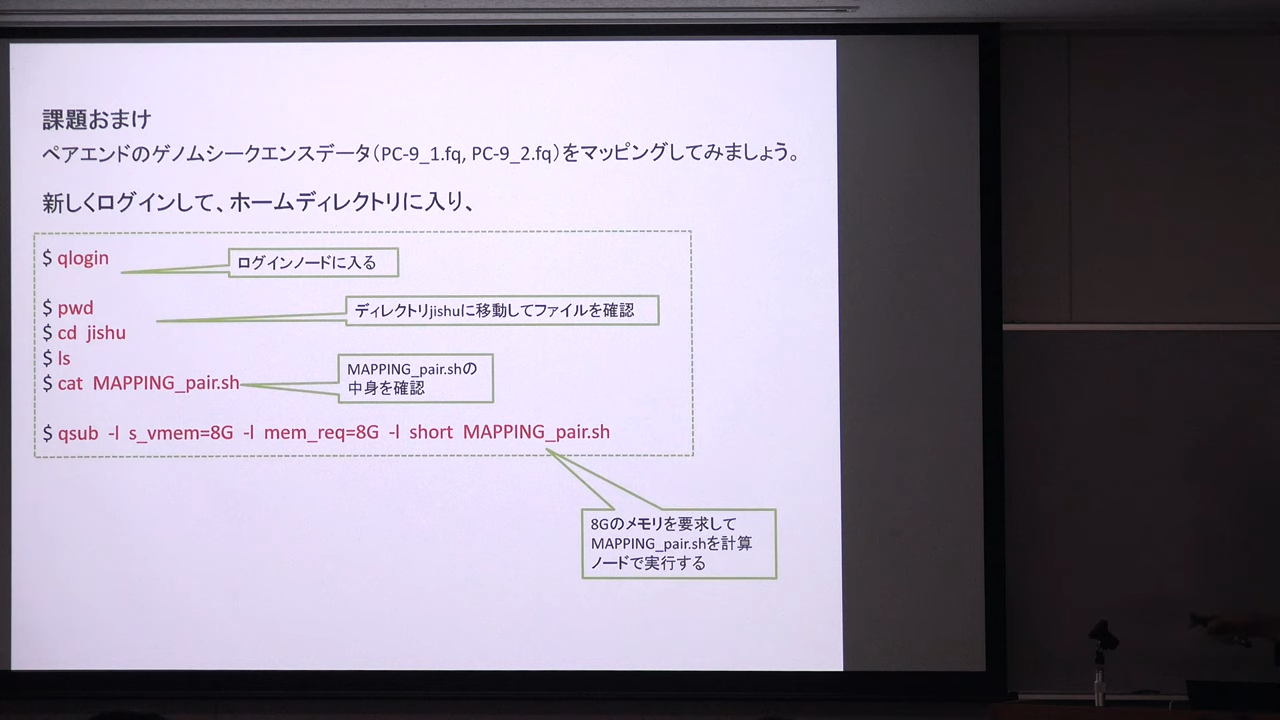 課題おまけ
ペアエンドのゲノムシークエンスデータ（PC-9_1.fq, PC-9_2.fq）をマッピングしてみましょう。
新しくログインして、ホームディレクトリに入り、
$ qlogin
ログインノードに入る
$ pwd
ディレクトリjishuに移動してファイルを確認
$ cd jishu
$ ls
$ cat MAPPING_pair.sh
MAPPING_pair.shの
中身を確認
$ qsub -l s_vmem=8G -l mem_req=8G -l short MAPPING_pair.sh
8Gのメモリを要求して
MAPPING_pair.shを計算
ノードで実行する